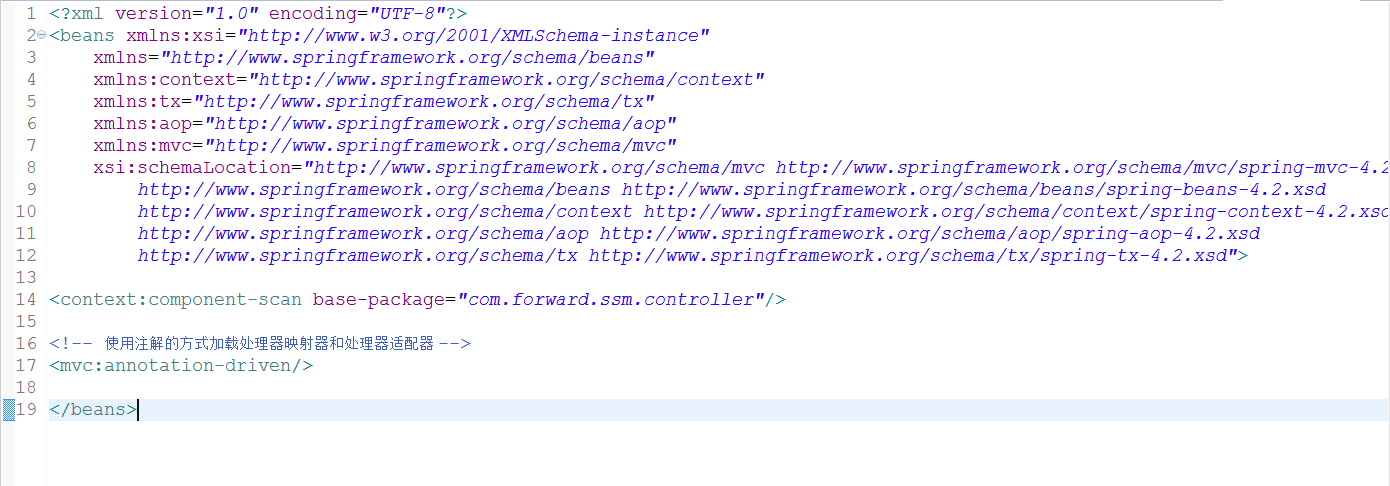 1 <?xml version="1.0" encoding="UTF-8"?>
2 <beans xmlns:xsi="http://www.w3.org/2001/XMLSchema-instance"
3 xmlns="http://www.springframework.org/schema/beans"
4 xmlns:context="http://www.springframework.org/schema/context"
5 xmlns:tx="http://www.springframework.org/schema/tx"
6 xmlns:aop="http://www.springframework.org/schema/aop"
7 xmlns:mvc="http://www.springframework.org/schema/mvc"
8 xsi:schemaLocation="http://www.springframework.org/schema/mvc http://www.springframework.org/schema/mvc/spring-mvc-4.2
9 http://www.springframework.org/schema/beans http://www.springframework.org/schema/beans/spring-beans-4.2.xsd
10 http://www.springframework.org/schema/context http://www.springframework.org/schema/context/spring-context-4.2.xsd
11 http://www.springframework.org/schema/aop http://www.springframework.org/schema/aop/spring-aop-4.2.xsd
12 http://www.springframework.org/schema/tx http://www.springframework.org/schema/tx/spring-tx-4.2.xsd">
13
14 <context:component-scan base-package="com.forward.ssm.controller"/>
15
16 <!-- 使用注解的方式加载处理器映射器和处理器适配器 -->
17 <mvc:annotation-driven/>
18
19 </beans>